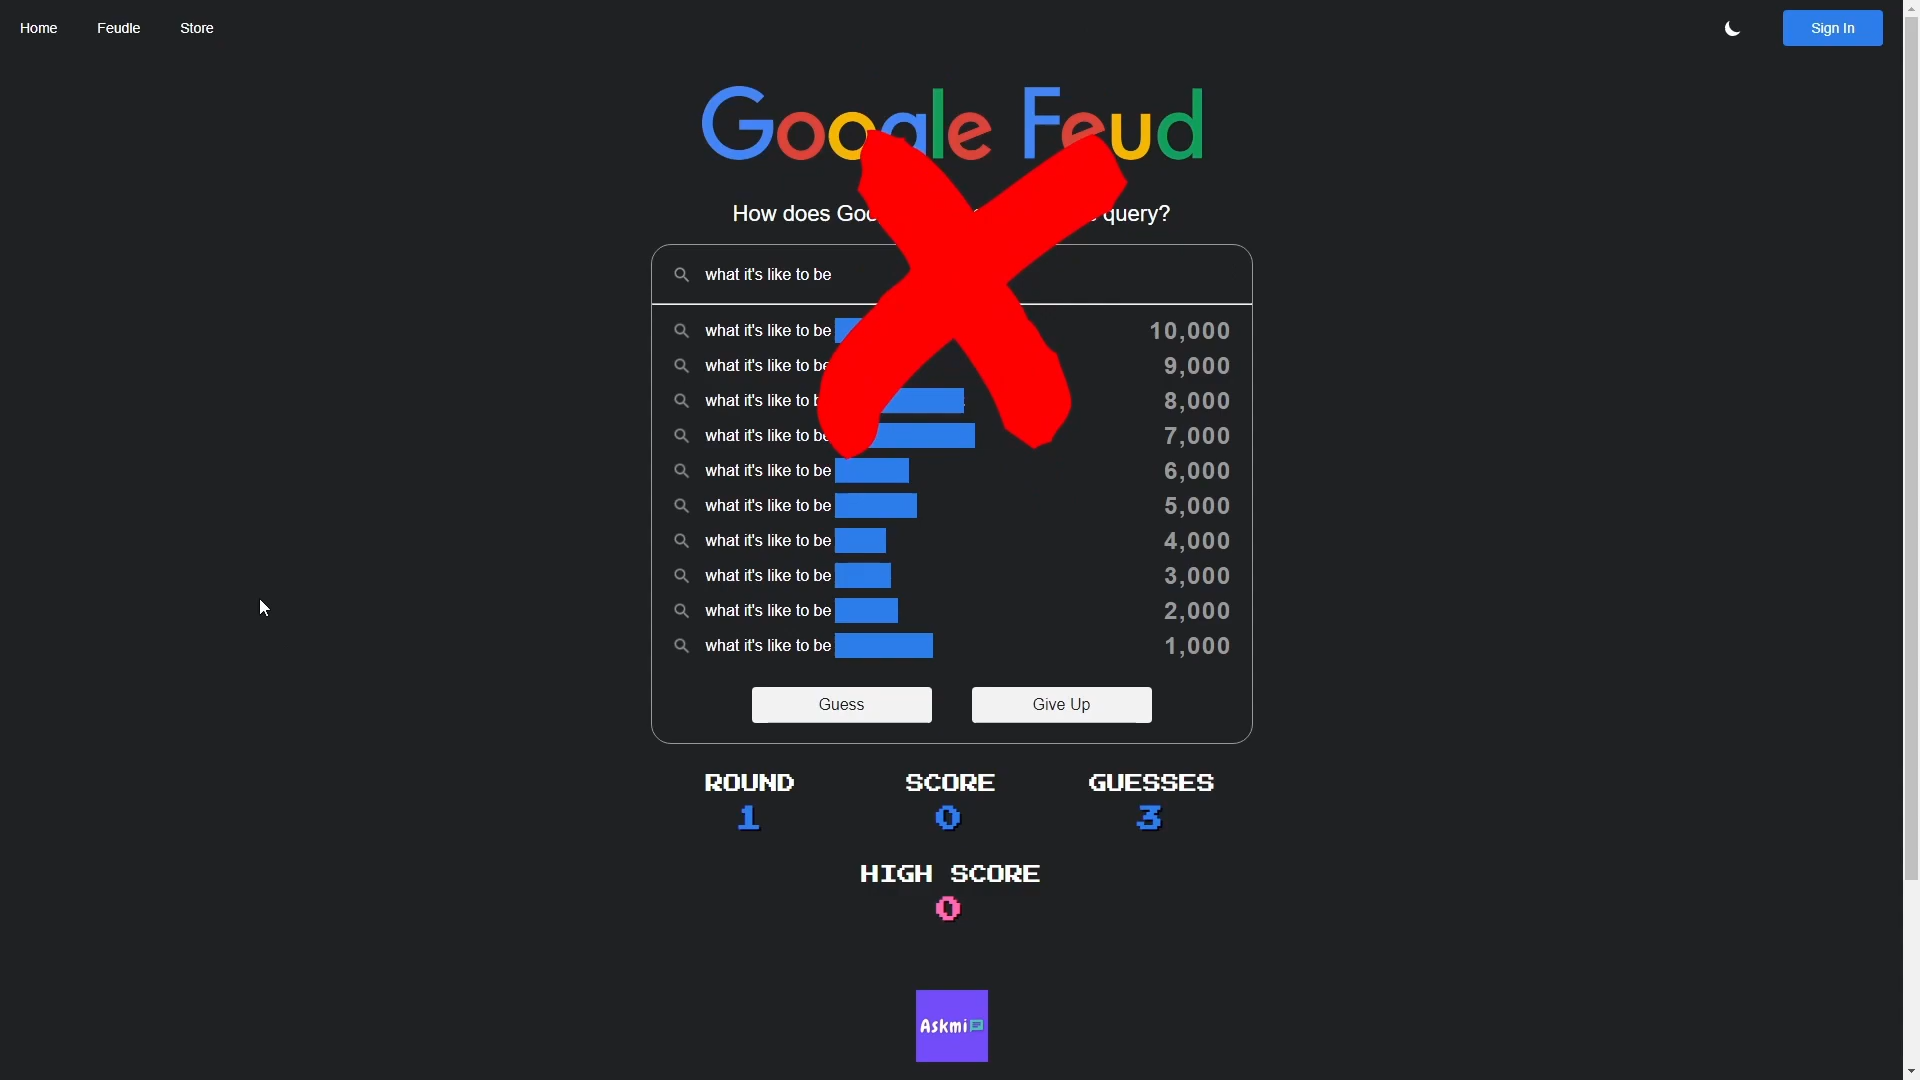 Home Feudle Store Sign In
Google Feud
How does query?
what it's like to be
what it's like to be 10,000
what it's like to be 9,000
what it's like to 8,000
what it's like to be 7,000
what it's like to be 6,000
what it's like to be 5,000
what it's like to be 4,000
what it's like to be 3,000
what it's like to be 2,000
what it's like to be 1,000
Guess Give Up
ROUND SCORE GUESSES
1 0 3
HIGH SCORE
0
Askmi